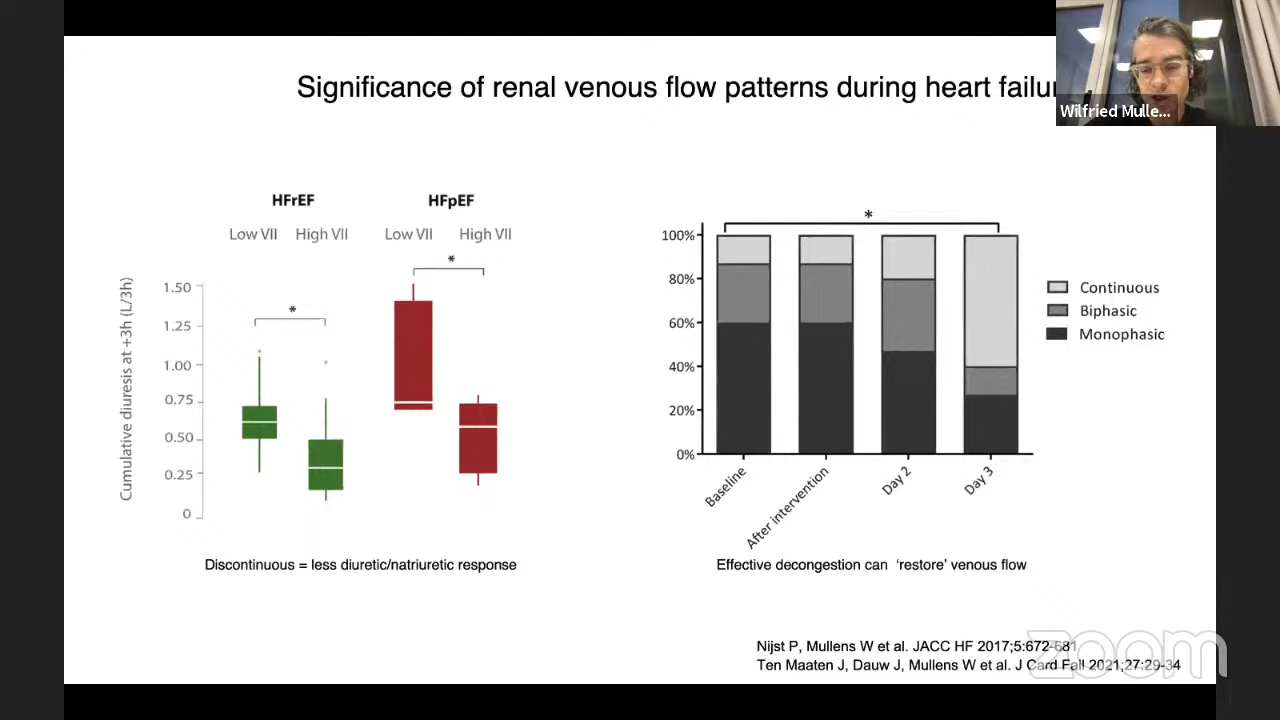 Significance of renal venous flow patterns during heart failu
Wilfried Mulle...
HFrEF HFpEF
Low VII High VII Low VII High VII
*
*
Cumulative diuresis at +3h (L/3h)
1.50
1.25
1.00
0.75
0.50
0.25
0
Discontinuous = less diuretic/natriuretic response
*
100%
80%
60%
40%
20%
0%
Baseline
After intervention
Day 2
Day 3
Continuous
Biphasic
Monophasic
Effective decongestion can 'restore' venous flow
Nijst P, Mullens W et al. JACC HF 2017;5:672-681
Ten Maaten J, Dauw J, Mullens W et al. J Card Fail 2021;27:29-34
zoom